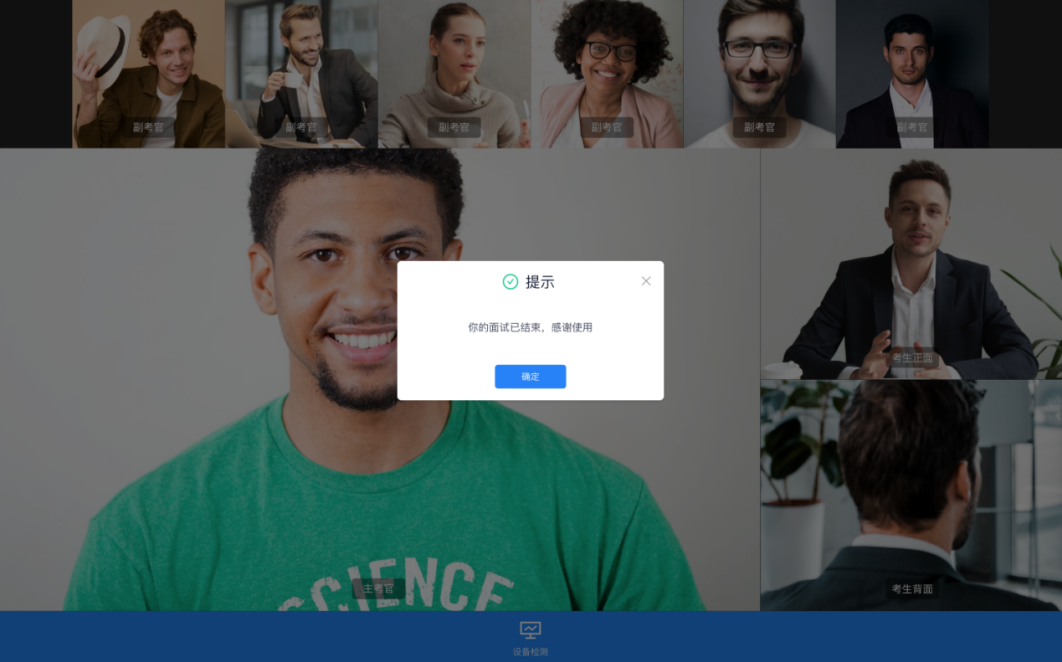 副考官
副考官
副考官
副考官
副考官
副考官
提示
你的面试已结束，感谢使用
确定
考生正面
SCIENCE
主考官
考生背面
设备检测